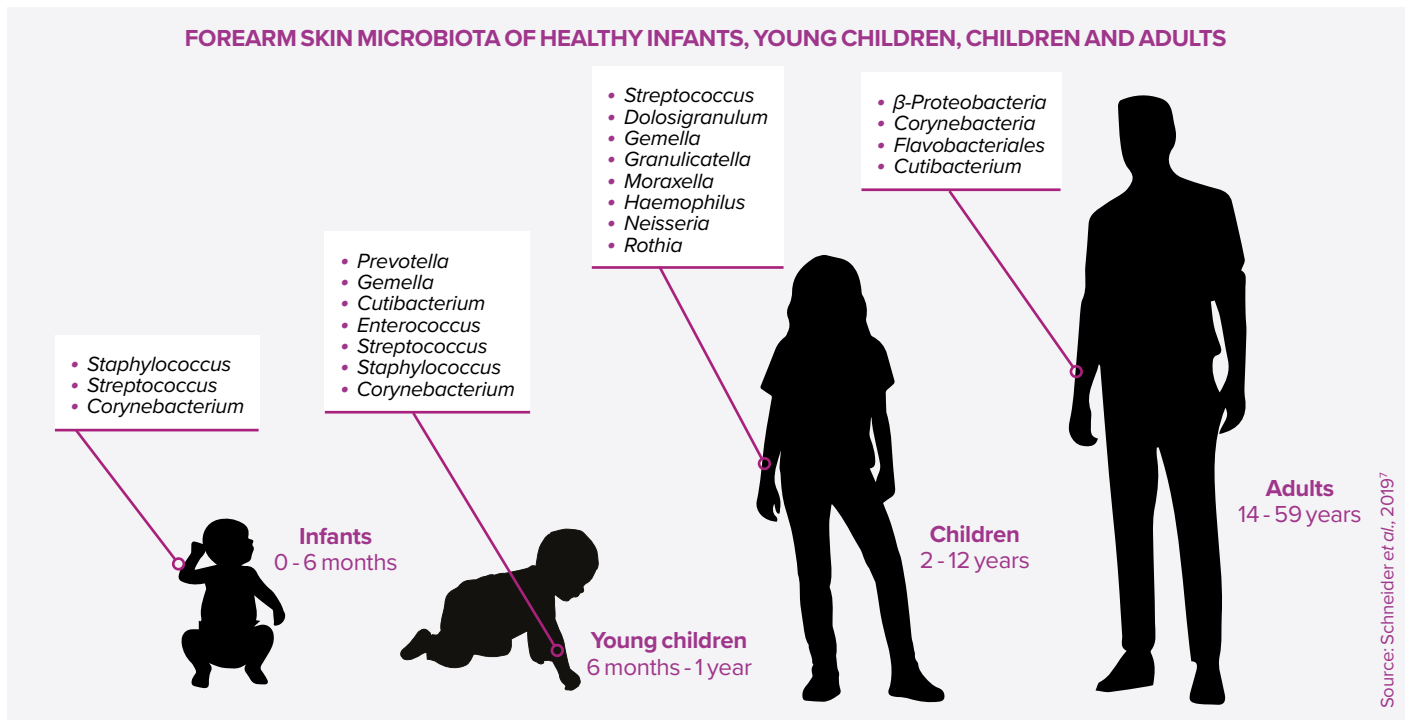 FOREARM SKIN MICROBIOTA OF HEALTHY INFANTS, YOUNG CHILDREN, CHILDREN AND ADULTS
• Staphylococcus
• Streptococcus
• Corynebacterium
Infants
0 - 6 months
• Prevotella
• Gemella
• Cutibacterium
• Enterococcus
• Streptococcus
• Staphylococcus
• Corynebacterium
Young children
6 months - 1 year
• Streptococcus
• Dolosigranulum
• Gemella
• Granulicatella
• Moraxella
• Haemophilus
• Neisseria
• Rothia
Children
2 - 12 years
• β-Proteobacteria
• Corynebacteria
• Flavobacteriales
• Cutibacterium
Adults
14 - 59 years
Source: Schneider et al., 2019⁷